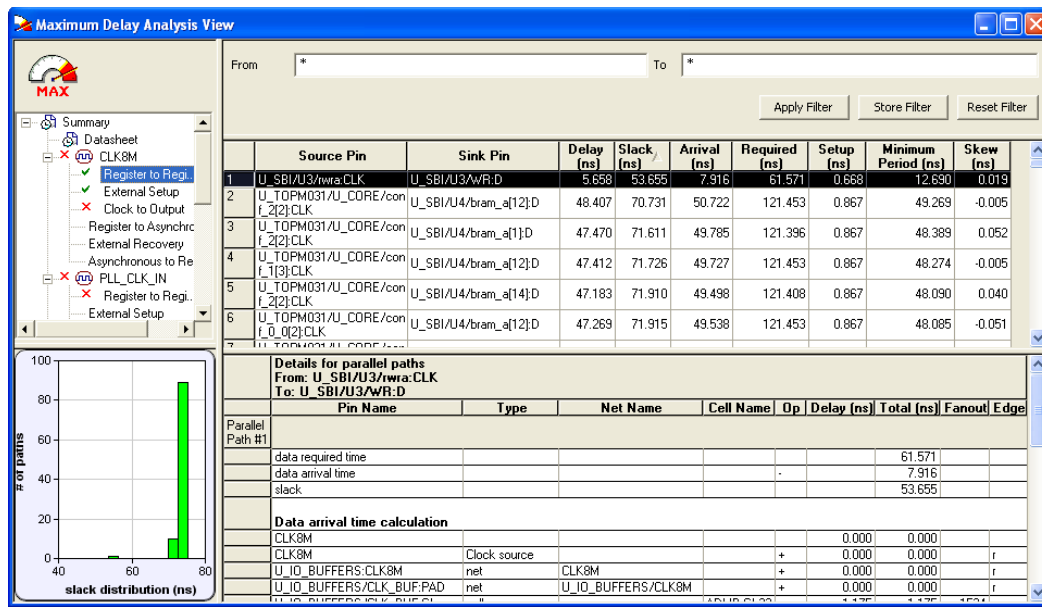 Maximum Delay Analysis View
MAX
From * To *
Apply Filter Store Filter Reset Filter
Summary
Datasheet
CLK8M
Register to Regi..
External Setup
Clock to Output
Register to Asynchro
External Recovery
Asynchronous to Re
PLL_CLK_IN
Register to Regi..
External Setup
Source Pin Sink Pin Delay (ns) Slack (ns) Arrival (ns) Required (ns) Setup (ns) Minimum Period (ns) Skew (ns)
1 U_SBI/U3/rwra:CLK U_SBI/U3/WR:D 5.658 53.655 7.916 61.571 0.668 12.690 0.019
2 U_TOPM031/U_CORE/conf_2[2]:CLK U_SBI/U4/bram_a[12]:D 48.407 70.731 50.722 121.453 0.867 49.269 -0.005
3 U_TOPM031/U_CORE/conf_2[2]:CLK U_SBI/U4/bram_a[1]:D 47.470 71.611 49.785 121.396 0.867 48.389 0.052
4 U_TOPM031/U_CORE/conf_1[3]:CLK U_SBI/U4/bram_a[12]:D 47.412 71.726 49.727 121.453 0.867 48.274 -0.005
5 U_TOPM031/U_CORE/conf_2[2]:CLK U_SBI/U4/bram_a[14]:D 47.183 71.910 49.498 121.408 0.867 48.090 0.040
6 U_TOPM031/U_CORE/conf_0_0[2]:CLK U_SBI/U4/bram_a[12]:D 47.269 71.915 49.538 121.453 0.867 48.085 -0.051
100
80
60
40
20
0
40 60 80
# of paths
slack distribution (ns)
Details for parallel paths
From: U_SBI/U3/rwra:CLK
To: U_SBI/U3/WR:D
Pin Name Type Net Name Cell Name Op Delay (ns) Total (ns) Fanout Edge
Parallel
Path #1
data required time 61.571
data arrival time - 7.916
slack 53.655
Data arrival time calculation
CLK8M 0.000 0.000
CLK8M Clock source + 0.000 0.000 r
U_IO_BUFFERS:CLK8M net CLK8M + 0.000 0.000 r
U_IO_BUFFERS/CLK_BUF:PAD net U_IO_BUFFERS/CLK8M + 0.000 0.000 r